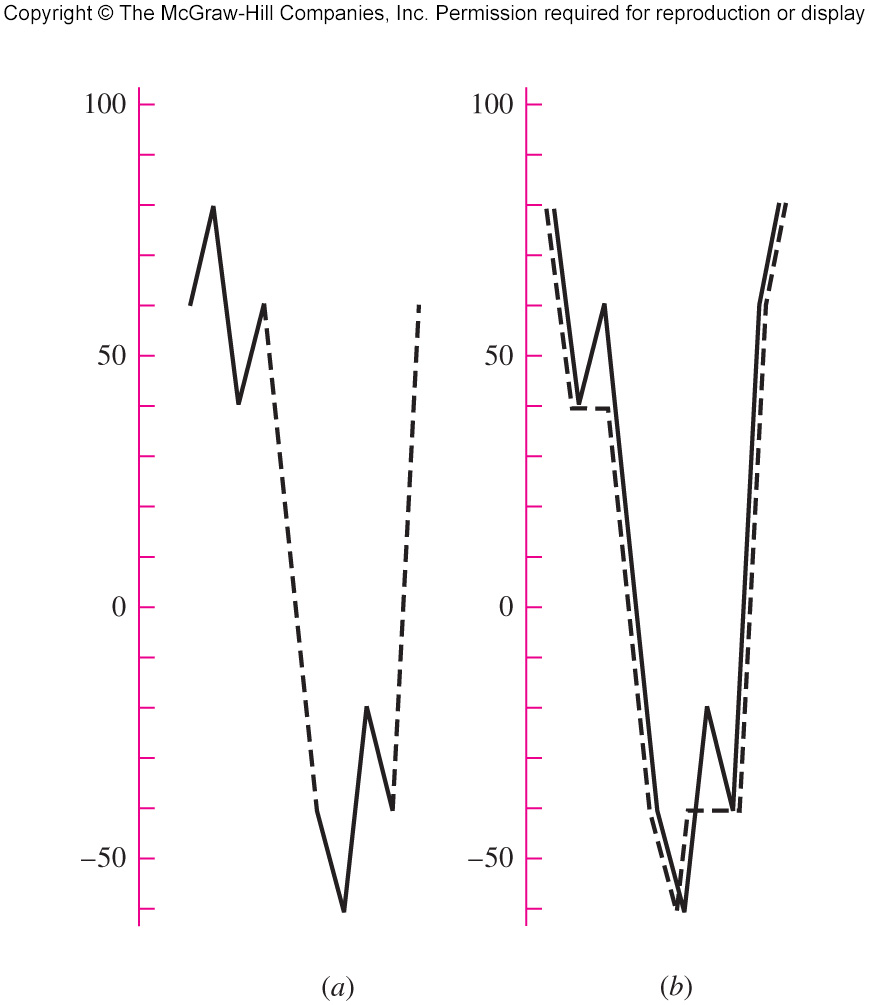 Copyright © The McGraw-Hill Companies, Inc. Permission required for reproduction or display
100
100
50
50
0
0
–50
–50
(a)
(b)